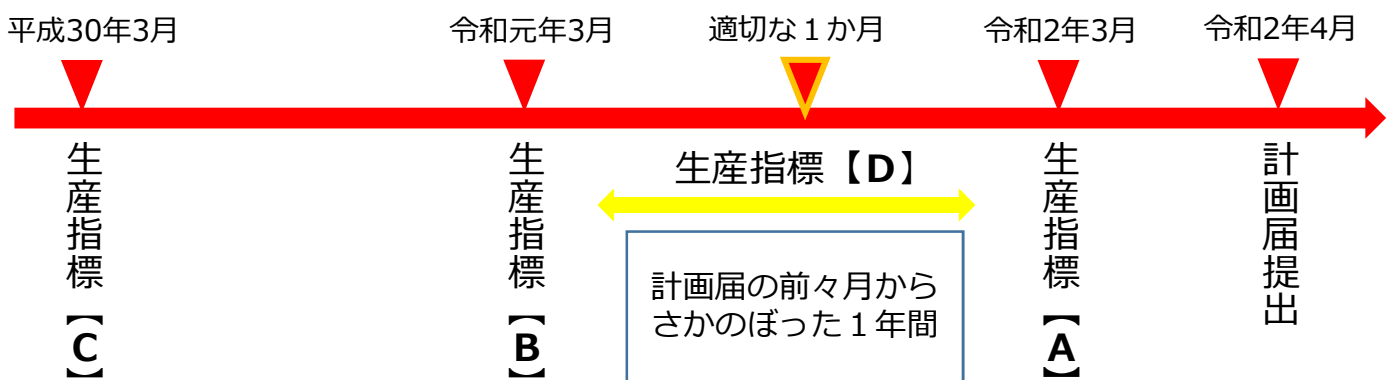 平成30年3月
令和元年3月
適切な１か月
令和2年3月
令和2年4月
生産指標【C】
生産指標【B】
生産指標【D】
計画届の前々月から
さかのぼった１年間
生産指標【A】
計画届提出